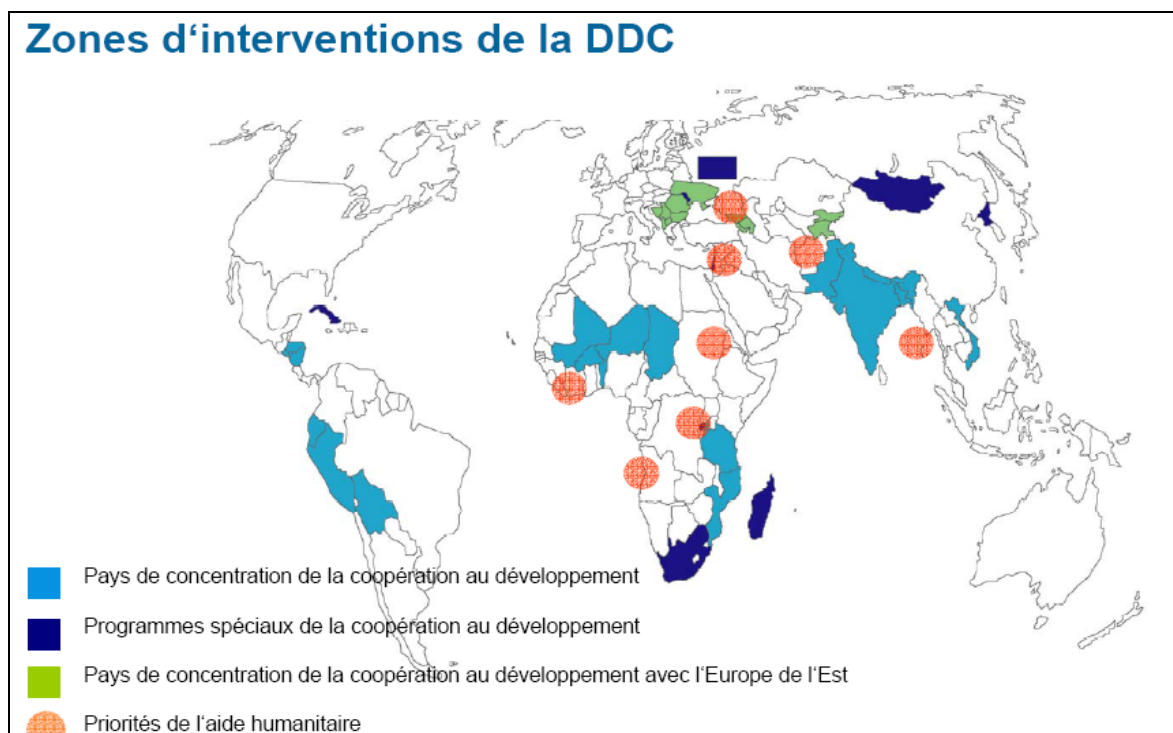 Zones d‘interventions de la DDC
Pays de concentration de la coopération au développement
Programmes spéciaux de la coopération au développement
Pays de concentration de la coopération au développement avec l‘Europe de l‘Est
Priorités de l‘aide humanitaire